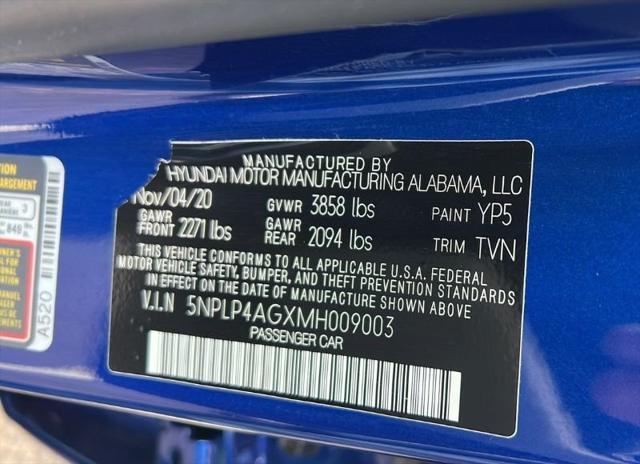 MANUFACTURED BY
HYUNDAI MOTOR MANUFACTURING ALABAMA, LLC
Nov/04/20 GVWR 3858 lbs PAINT YP5
GAWR FRONT 2271 lbs GAWR REAR 2094 lbs TRIM TVN
THIS VEHICLE CONFORMS TO ALL APPLICABLE U.S.A. FEDERAL
MOTOR VEHICLE SAFETY, BUMPER, AND THEFT PREVENTION STANDARDS
IN EFFECT ON THE DATE OF MANUFACTURE SHOWN ABOVE.
V.I.N 5NPLP4AGXMH009003
PASSENGER CAR
A520